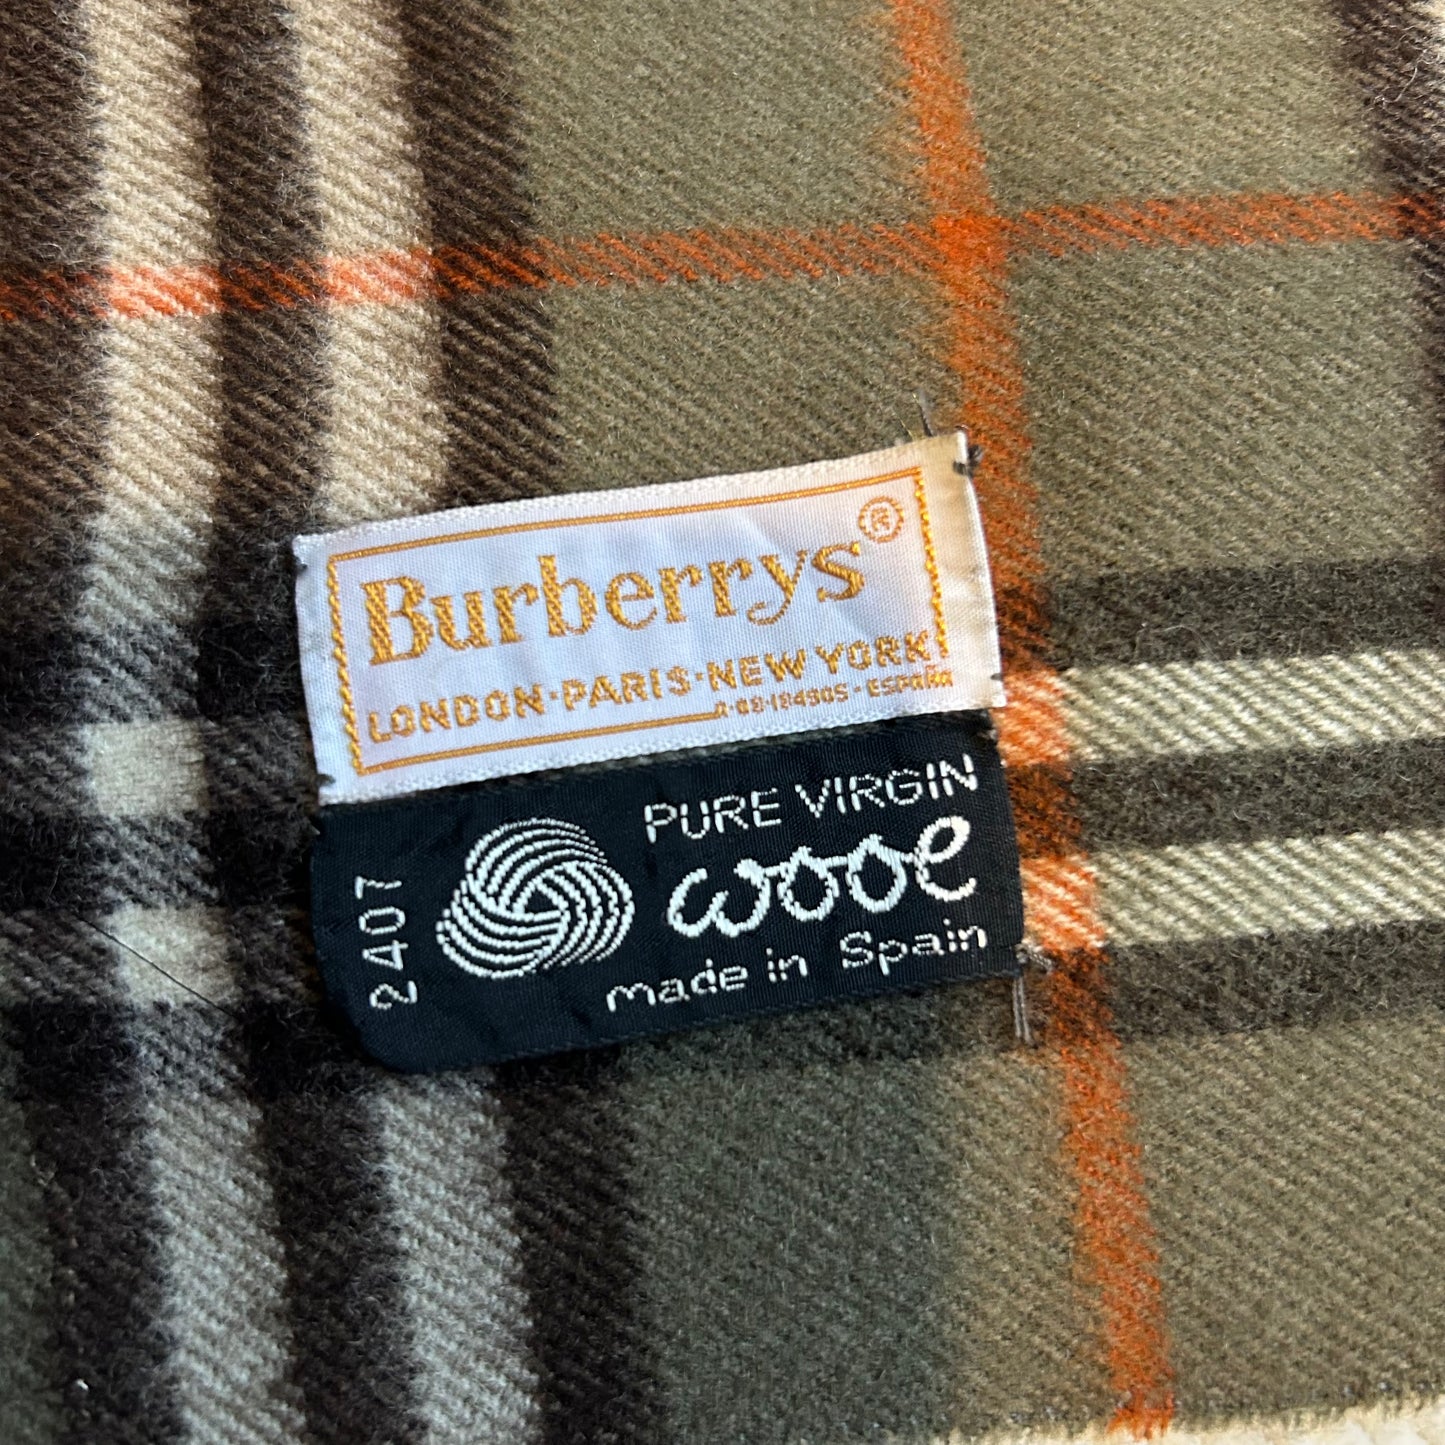 Burberrys®
LONDON·PARIS·NEW YORK
ESPAÑA
PURE VIRGIN
wool
made in Spain
2407